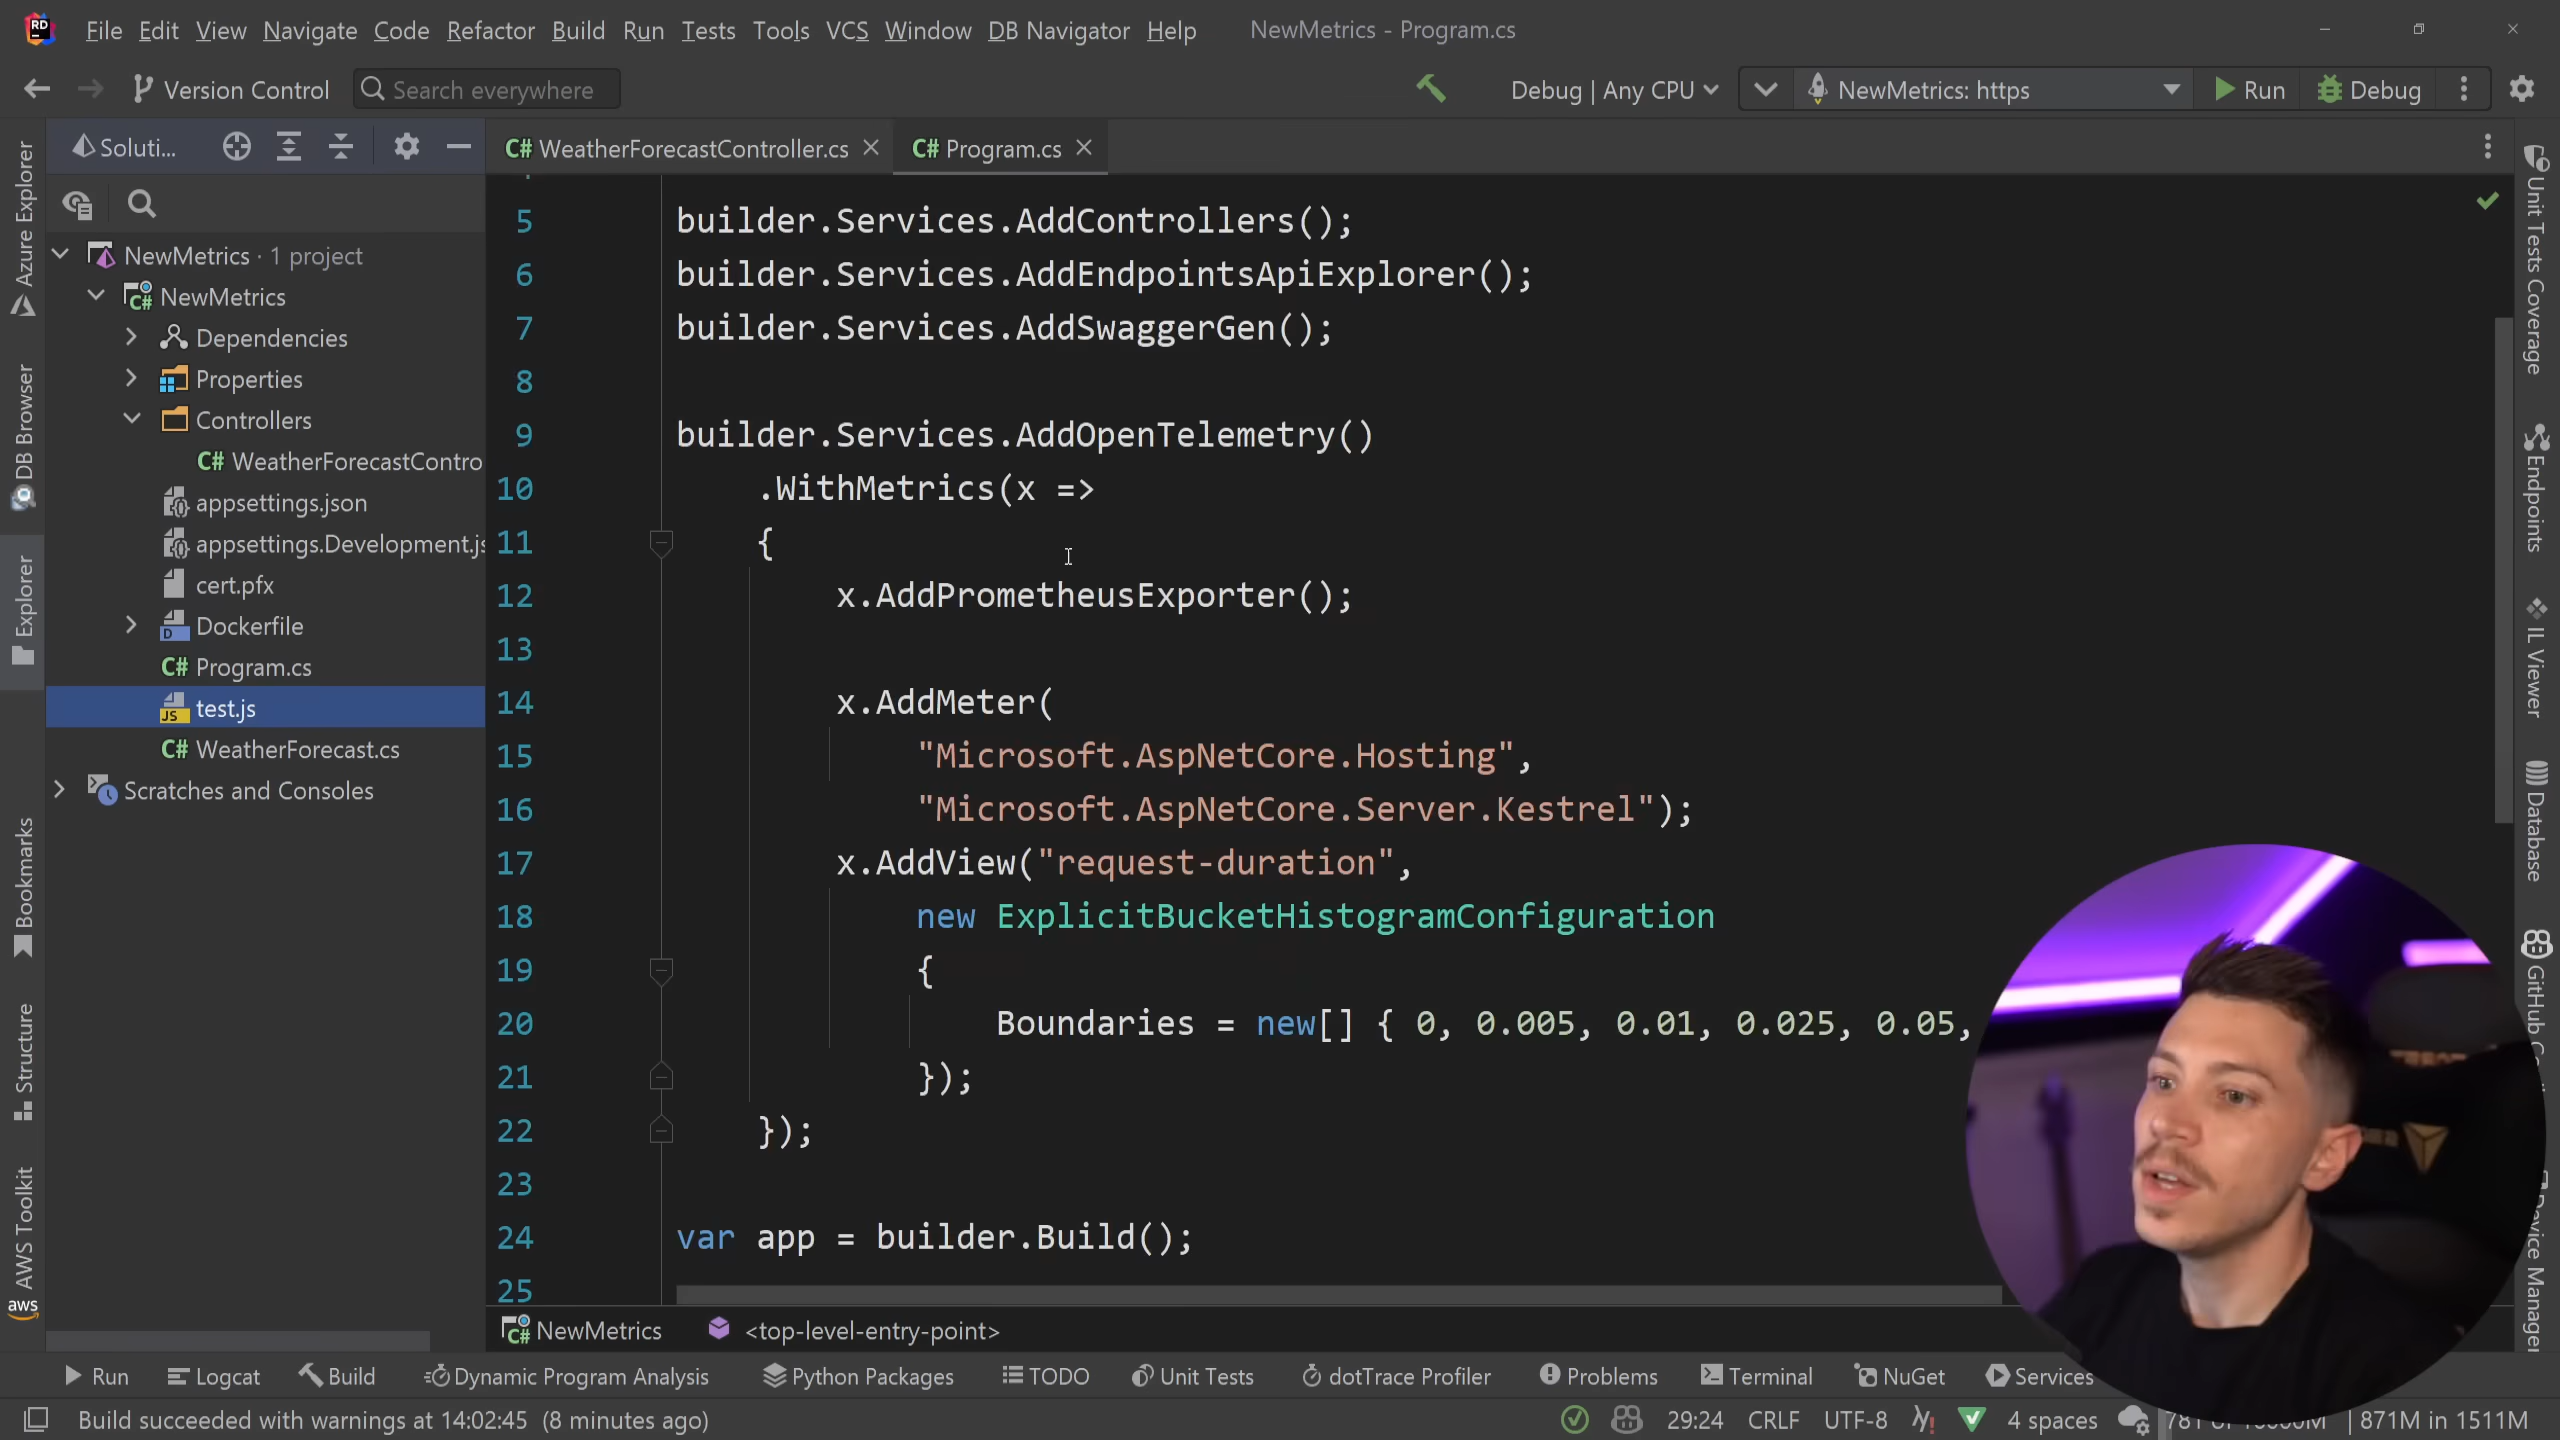 File Edit View Navigate Code Refactor Build Run Tests Tools VCS Window DB Navigator Help NewMetrics - Program.cs
Version Control Search everywhere Debug | Any CPU NewMetrics: https Run Debug
Soluti...
WeatherForecastController.cs
Program.cs
NewMetrics · 1 project
NewMetrics
Dependencies
Properties
Controllers
C# WeatherForecastContro
appsettings.json
appsettings.Development.js
cert.pfx
Dockerfile
C# Program.cs
JS test.js
C# WeatherForecast.cs
Scratches and Consoles
Azure Explorer
DB Browser
Explorer
Bookmarks
Structure
AWS Toolkit
aws
5 builder.Services.AddControllers();
6 builder.Services.AddEndpointsApiExplorer();
7 builder.Services.AddSwaggerGen();
8
9 builder.Services.AddOpenTelemetry()
10 .WithMetrics(x =>
11 {
12 x.AddPrometheusExporter();
13
14 x.AddMeter(
15 "Microsoft.AspNetCore.Hosting",
16 "Microsoft.AspNetCore.Server.Kestrel");
17 x.AddView("request-duration",
18 new ExplicitBucketHistogramConfiguration
19 {
20 Boundaries = new[] { 0, 0.005, 0.01, 0.025, 0.05,
21 });
22 });
23
24 var app = builder.Build();
25
Unit Tests Coverage
Endpoints
IL Viewer
Database
GitHub
Device Manager
NewMetrics <top-level-entry-point>
Run Logcat Build Dynamic Program Analysis Python Packages TODO Unit Tests dotTrace Profiler Problems Terminal NuGet Services
Build succeeded with warnings at 14:02:45 (8 minutes ago) 29:24 CRLF UTF-8 4 spaces 871M in 1511M